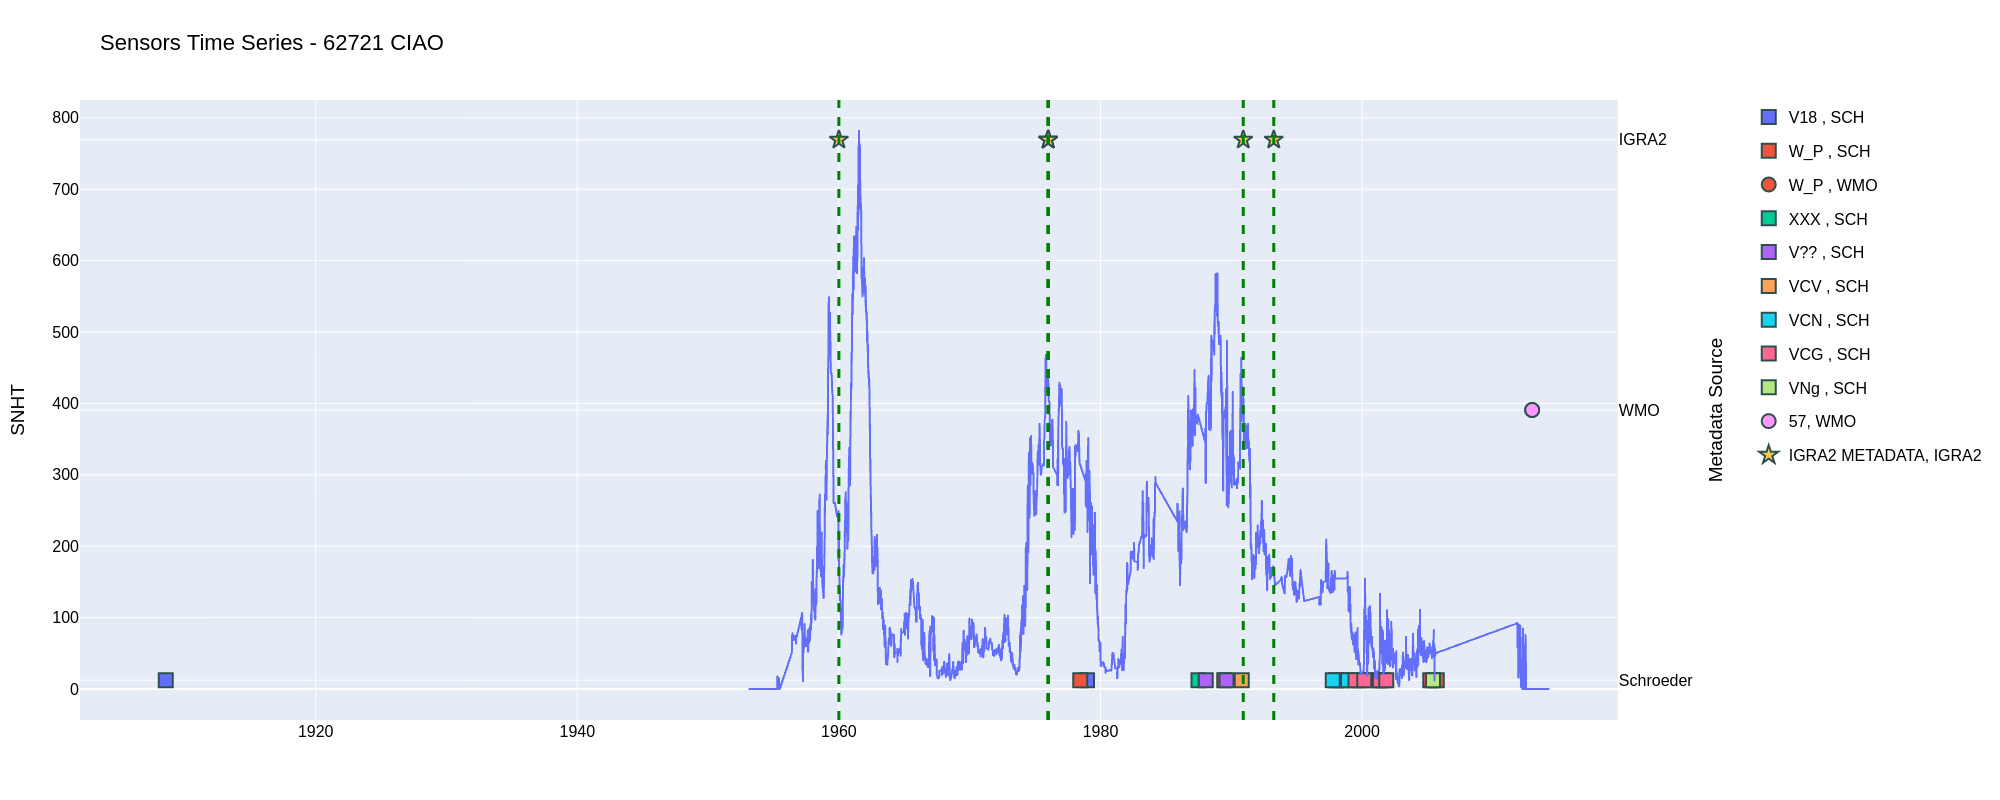 Sensors Time Series - 62721 CIAO
SNHT
800
700
600
500
400
300
200
100
0
1920
1940
1960
1980
2000
IGRA2
WMO
Schroeder
Metadata Source
V18 , SCH
W_P , SCH
W_P , WMO
XXX , SCH
V?? , SCH
VCV , SCH
VCN , SCH
VCG , SCH
VNg , SCH
57, WMO
IGRA2 METADATA, IGRA2